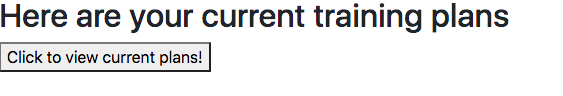 Here are your current training plans
Click to view current plans!